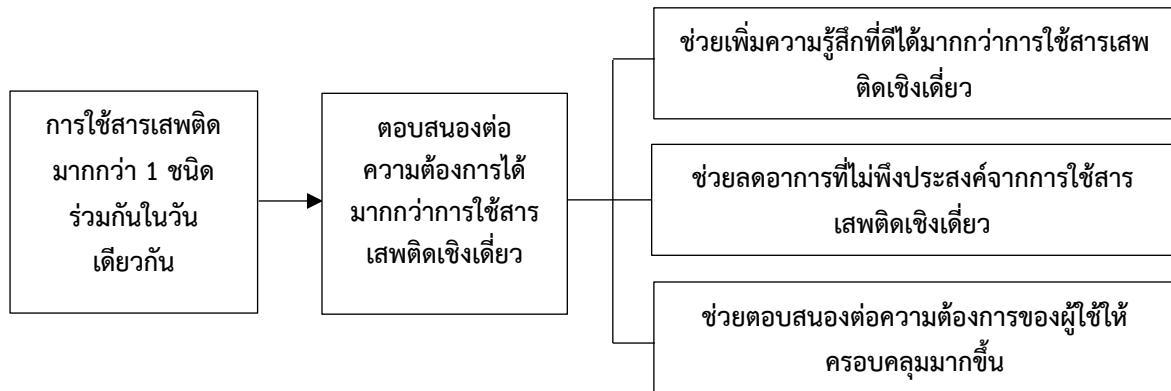 การใช้สารเสพติด
มากกว่า 1 ชนิด
ร่วมกันในวัน
เดียวกัน
ตอบสนองต่อ
ความต้องการได้
มากกว่าการใช้สาร
เสพติดเชิงเดี่ยว
ช่วยเพิ่มความรู้สึกที่ดีได้มากกว่าการใช้สารเสพ
ติดเชิงเดี่ยว
ช่วยลดอาการที่ไม่พึงประสงค์จากการใช้สาร
เสพติดเชิงเดี่ยว
ช่วยตอบสนองต่อความต้องการของผู้ใช้ให้
ครอบคลุมมากขึ้น